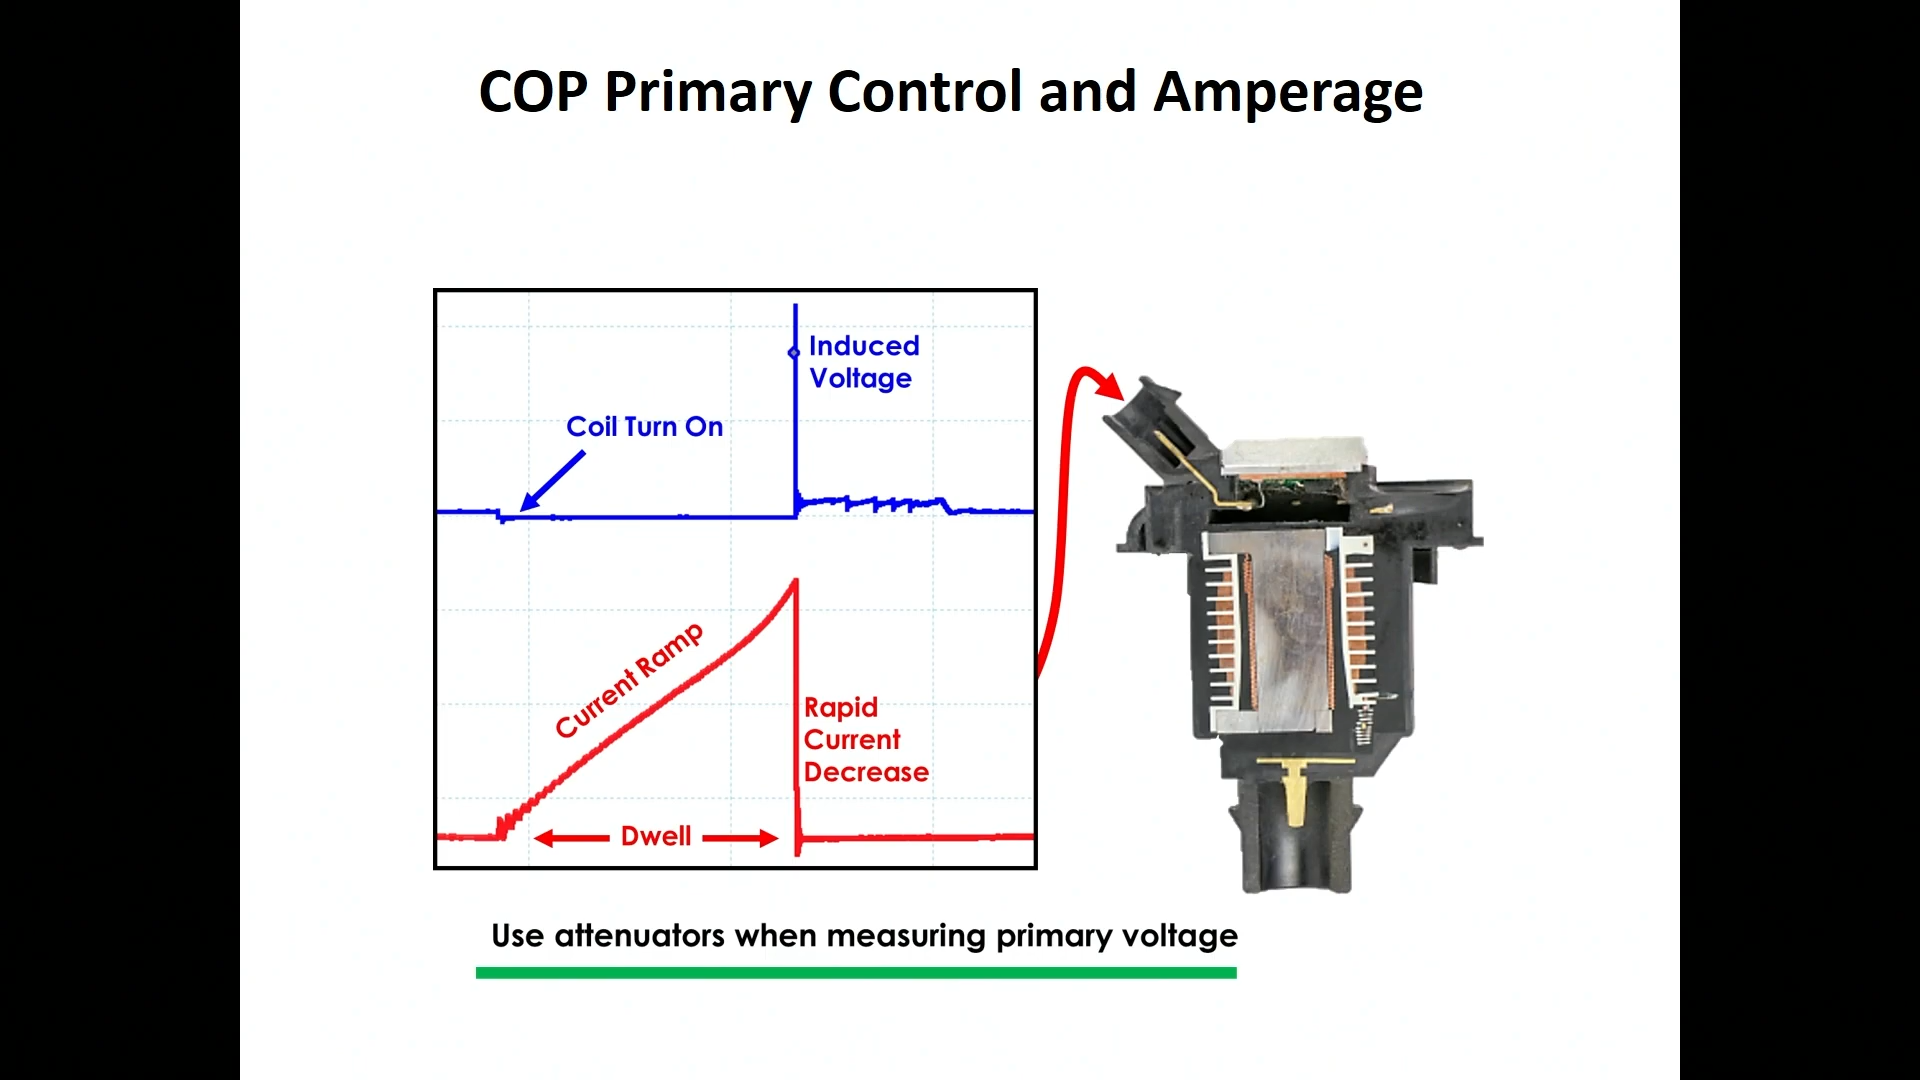 COP Primary Control and Amperage
Induced
Voltage
Coil Turn On
Current Ramp
Rapid
Current
Decrease
Dwell
Use attenuators when measuring primary voltage